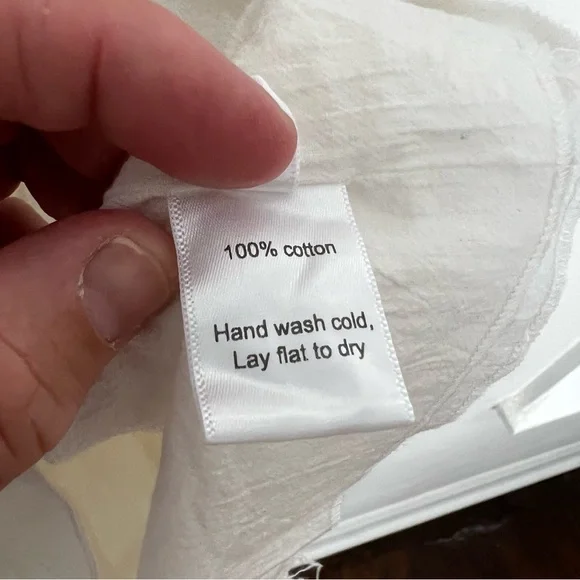 100% cotton
Hand wash cold,
Lay flat to dry